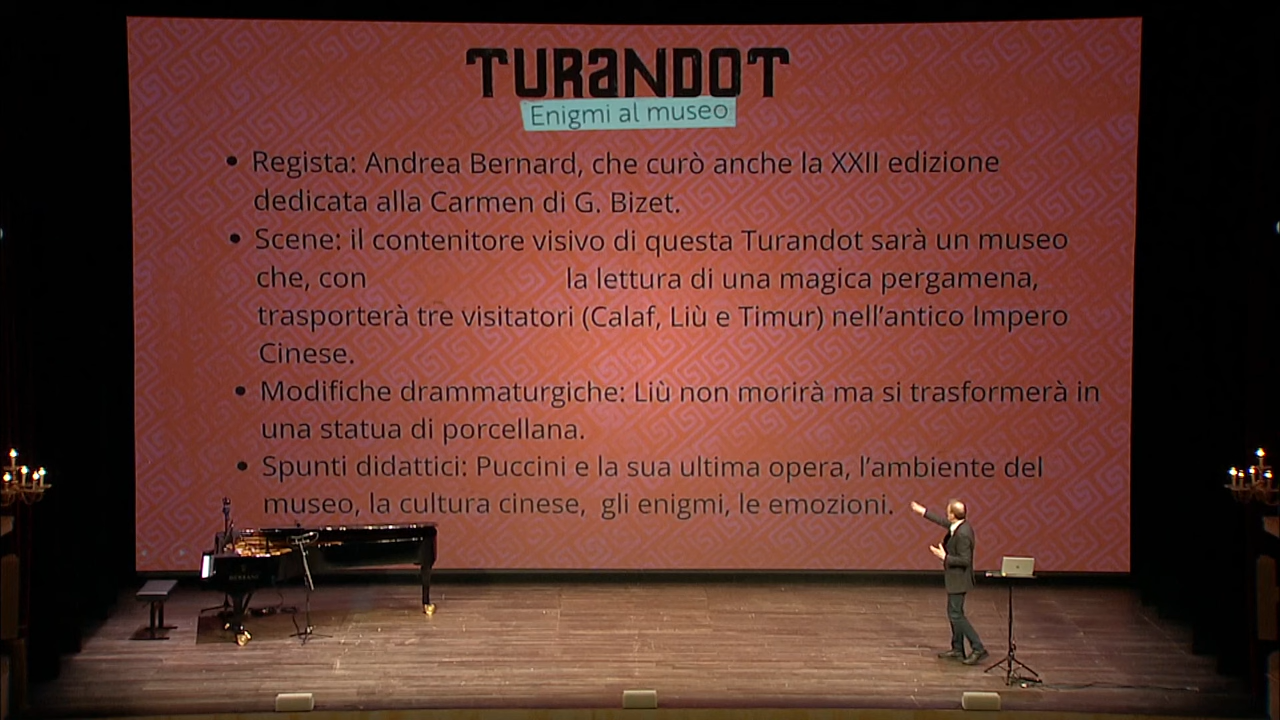 TURANDOT
Enigmi al museo
• Regista: Andrea Bernard, che curò anche la XXII edizione
dedicata alla Carmen di G. Bizet.
• Scene: il contenitore visivo di questa Turandot sarà un museo
che, con la lettura di una magica pergamena,
trasporterà tre visitatori (Calaf, Liù e Timur) nell'antico Impero
Cinese.
• Modifiche drammaturgiche: Liù non morirà ma si trasformerà in
una statua di porcellana.
• Spunti didattici: Puccini e la sua ultima opera, l'ambiente del
museo, la cultura cinese, gli enigmi, le emozioni.